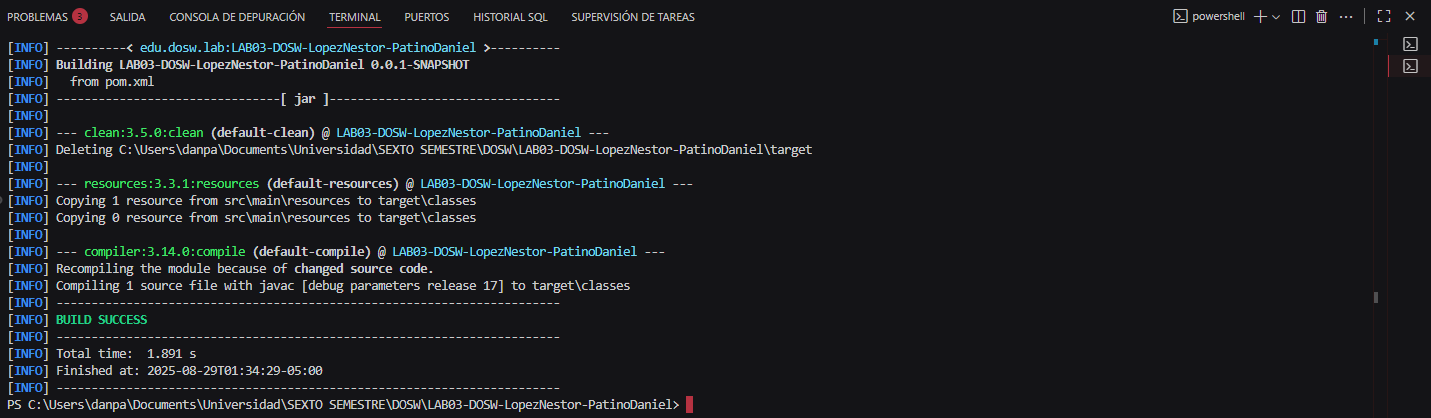 PROBLEMAS 3 SALIDA CONSOLA DE DEPURACIÓN TERMINAL PUERTOS HISTORIAL SQL SUPERVISIÓN DE TAREAS powershell
[INFO] ----------< edu.dosw.lab:LAB03-DOSW-LopezNestor-PatinoDaniel >----------
[INFO] Building LAB03-DOSW-LopezNestor-PatinoDaniel 0.0.1-SNAPSHOT
[INFO]   from pom.xml
[INFO] --------------------------------[ jar ]---------------------------------
[INFO]
[INFO] --- clean:3.5.0:clean (default-clean) @ LAB03-DOSW-LopezNestor-PatinoDaniel ---
[INFO] Deleting C:\Users\danpa\Documents\Universidad\SEXTO SEMESTRE\DOSW\LAB03-DOSW-LopezNestor-PatinoDaniel\target
[INFO]
[INFO] --- resources:3.3.1:resources (default-resources) @ LAB03-DOSW-LopezNestor-PatinoDaniel ---
[INFO] Copying 1 resource from src\main\resources to target\classes
[INFO] Copying 0 resource from src\main\resources to target\classes
[INFO]
[INFO] --- compiler:3.14.0:compile (default-compile) @ LAB03-DOSW-LopezNestor-PatinoDaniel ---
[INFO] Recompiling the module because of changed source code.
[INFO] Compiling 1 source file with javac [debug parameters release 17] to target\classes
[INFO] ------------------------------------------------------------------------
[INFO] BUILD SUCCESS
[INFO] ------------------------------------------------------------------------
[INFO] Total time:  1.891 s
[INFO] Finished at: 2025-08-29T01:34:29-05:00
[INFO] ------------------------------------------------------------------------
PS C:\Users\danpa\Documents\Universidad\SEXTO SEMESTRE\DOSW\LAB03-DOSW-LopezNestor-PatinoDaniel>